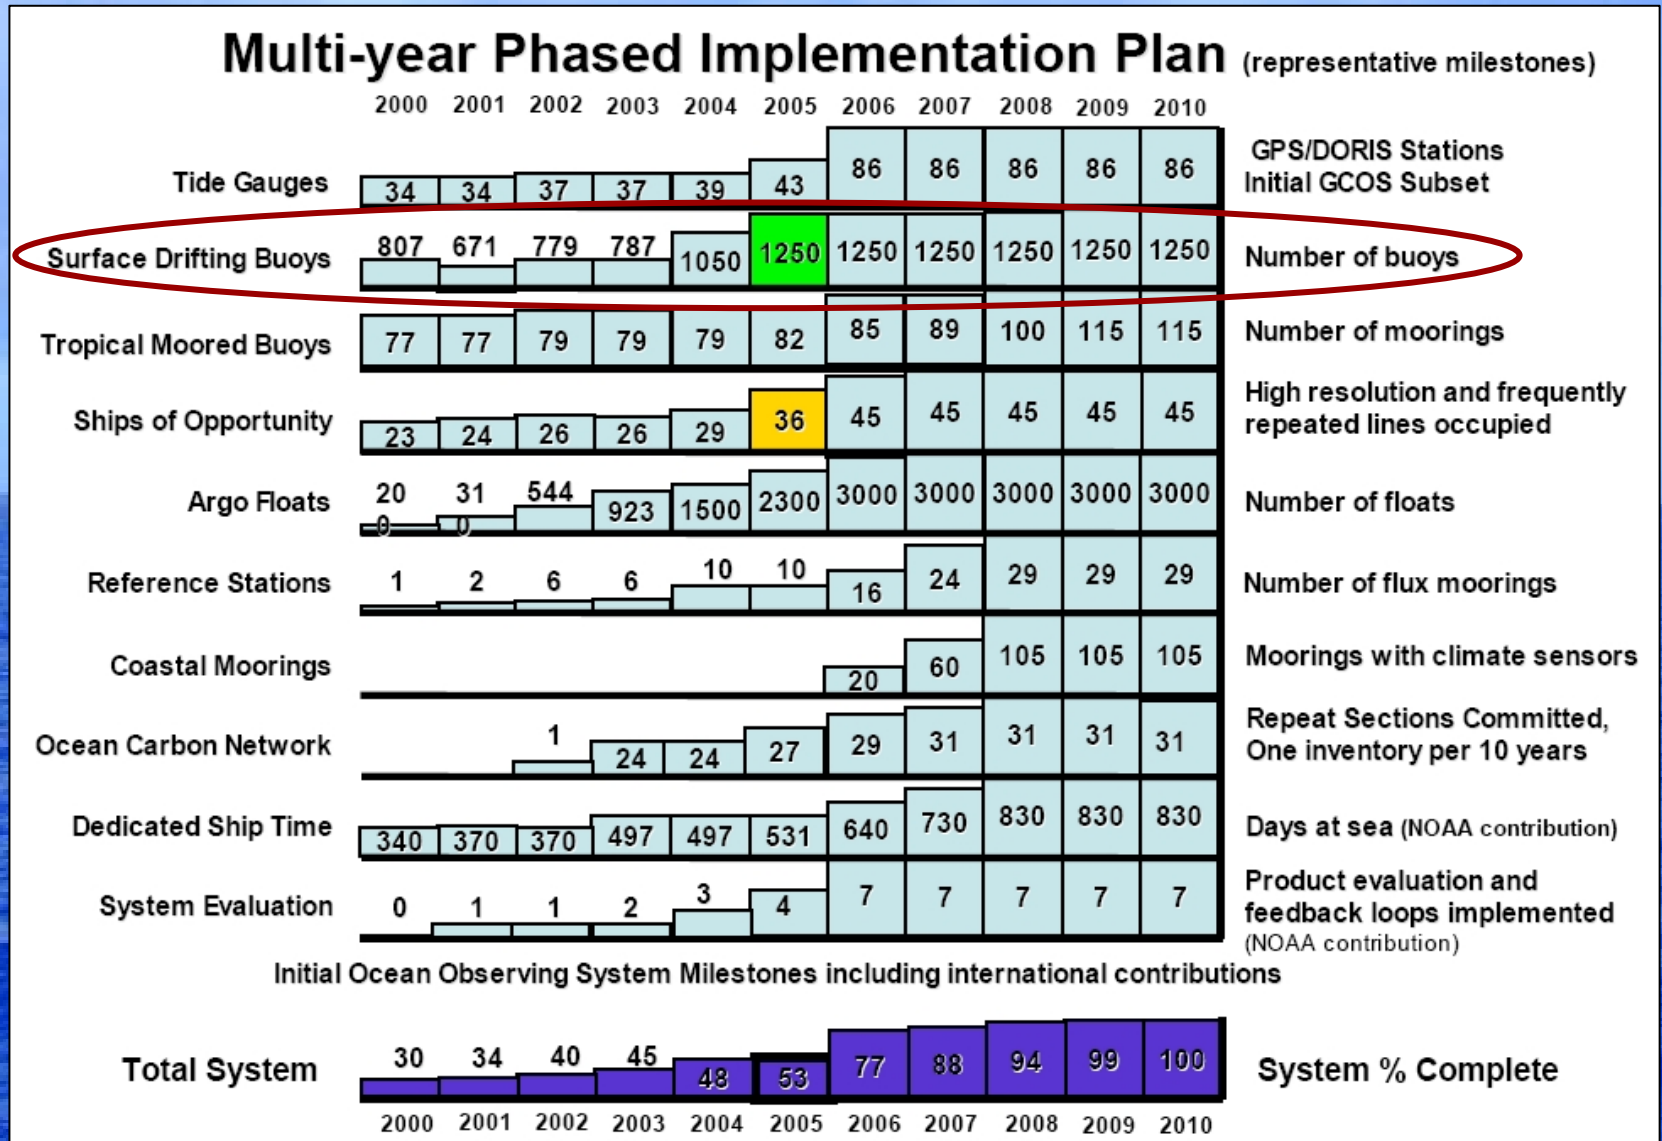 Multi-year Phased Implementation Plan (representative milestones)
2000 2001 2002 2003 2004 2005 2006 2007 2008 2009 2010
Tide Gauges 34 34 37 37 39 43 86 86 86 86 86 GPS/DORIS Stations
Initial GCOS Subset
Surface Drifting Buoys 807 671 779 787 1050 1250 1250 1250 1250 1250 1250 Number of buoys
Tropical Moored Buoys 77 77 79 79 79 82 85 89 100 115 115 Number of moorings
Ships of Opportunity 23 24 26 26 29 36 45 45 45 45 45 High resolution and frequently
repeated lines occupied
Argo Floats 20 31 544 923 1500 2300 3000 3000 3000 3000 3000 Number of floats
0 0
Reference Stations 1 2 6 6 10 10 16 24 29 29 29 Number of flux moorings
Coastal Moorings 20 60 105 105 105 Moorings with climate sensors
Ocean Carbon Network 1 24 24 27 29 31 31 31 31 Repeat Sections Committed,
One inventory per 10 years
Dedicated Ship Time 340 370 370 497 497 531 640 730 830 830 830 Days at sea (NOAA contribution)
System Evaluation 0 1 1 2 3 4 7 7 7 7 7 Product evaluation and
feedback loops implemented
(NOAA contribution)
Initial Ocean Observing System Milestones including international contributions
Total System 30 34 40 45 48 53 77 88 94 99 100 System % Complete
2000 2001 2002 2003 2004 2005 2006 2007 2008 2009 2010